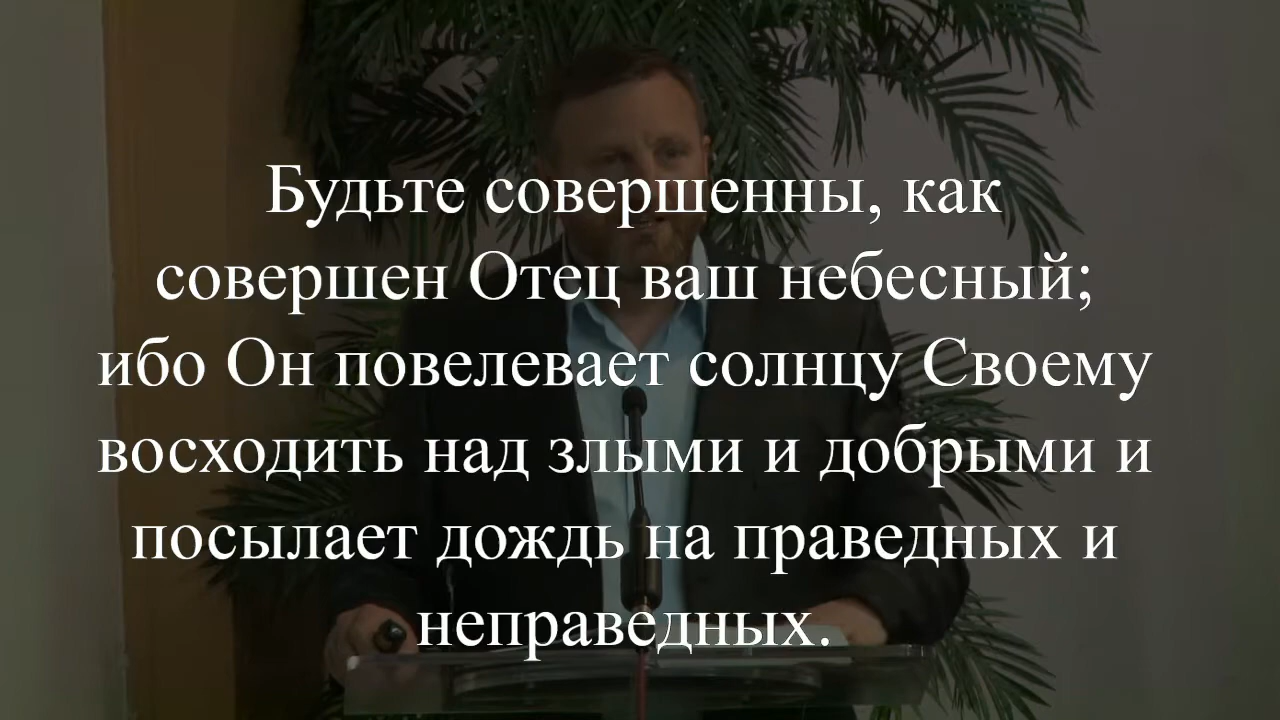 Будьте совершенны, как
совершен Отец ваш небесный;
ибо Он повелевает солнцу Своему
восходить над злыми и добрыми и
посылает дождь на праведных и
неправедных.